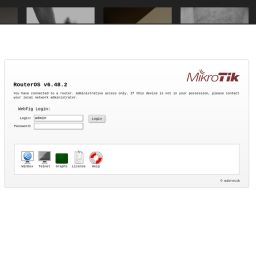 MikroTik
RouterOS v6.48.2
You have connected to a router. Administrative access only. If this device is not in your possession, please contact
your local network administrator.
WebFig Login:
Login: admin Login
Password:
Winbox Telnet Graphs License Help
© mikrotik